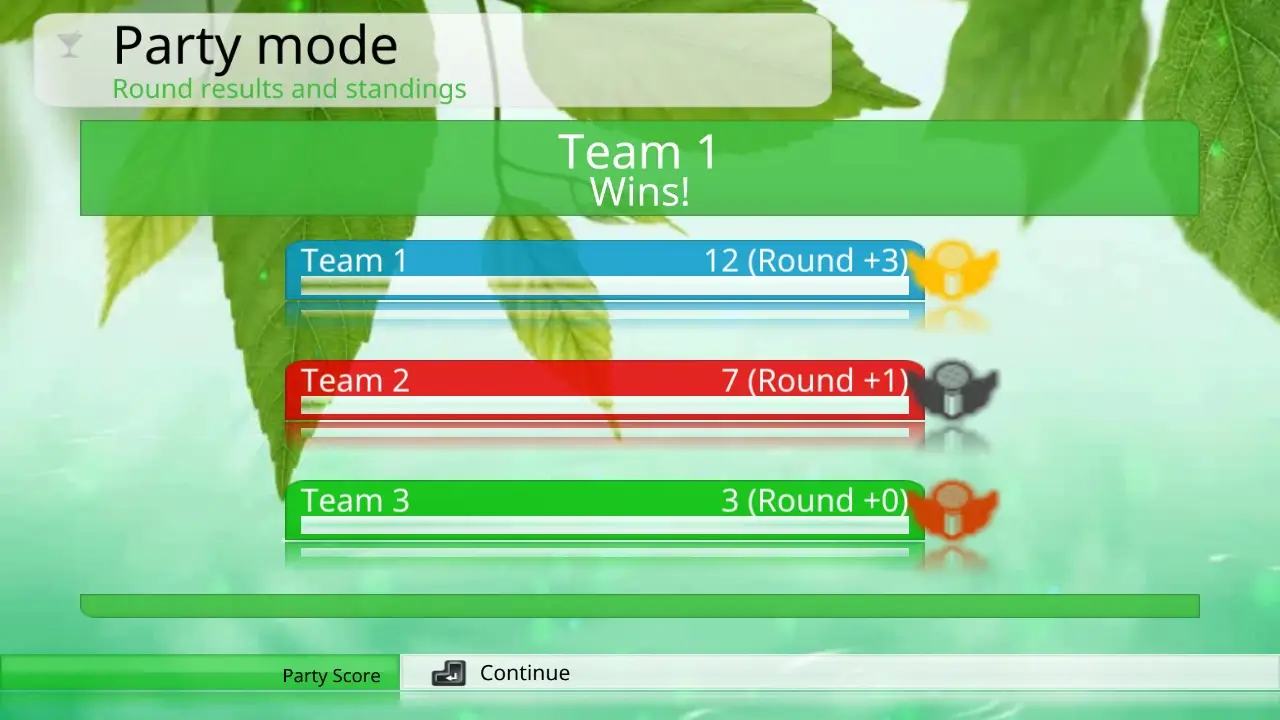 Party mode
Round results and standings
Team 1
Wins!
Team 1 12 (Round +3)
Team 2 7 (Round +1)
Team 3 3 (Round +0)
Party Score Continue